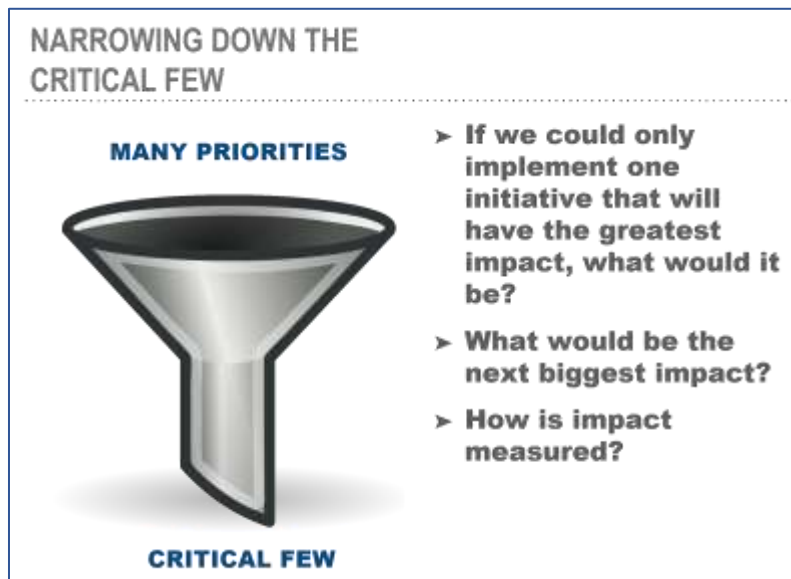 NARROWING DOWN THE
CRITICAL FEW
MANY PRIORITIES
CRITICAL FEW
➤ If we could only
implement one
initiative that will
have the greatest
impact, what would it
be?
➤ What would be the
next biggest impact?
➤ How is impact
measured?